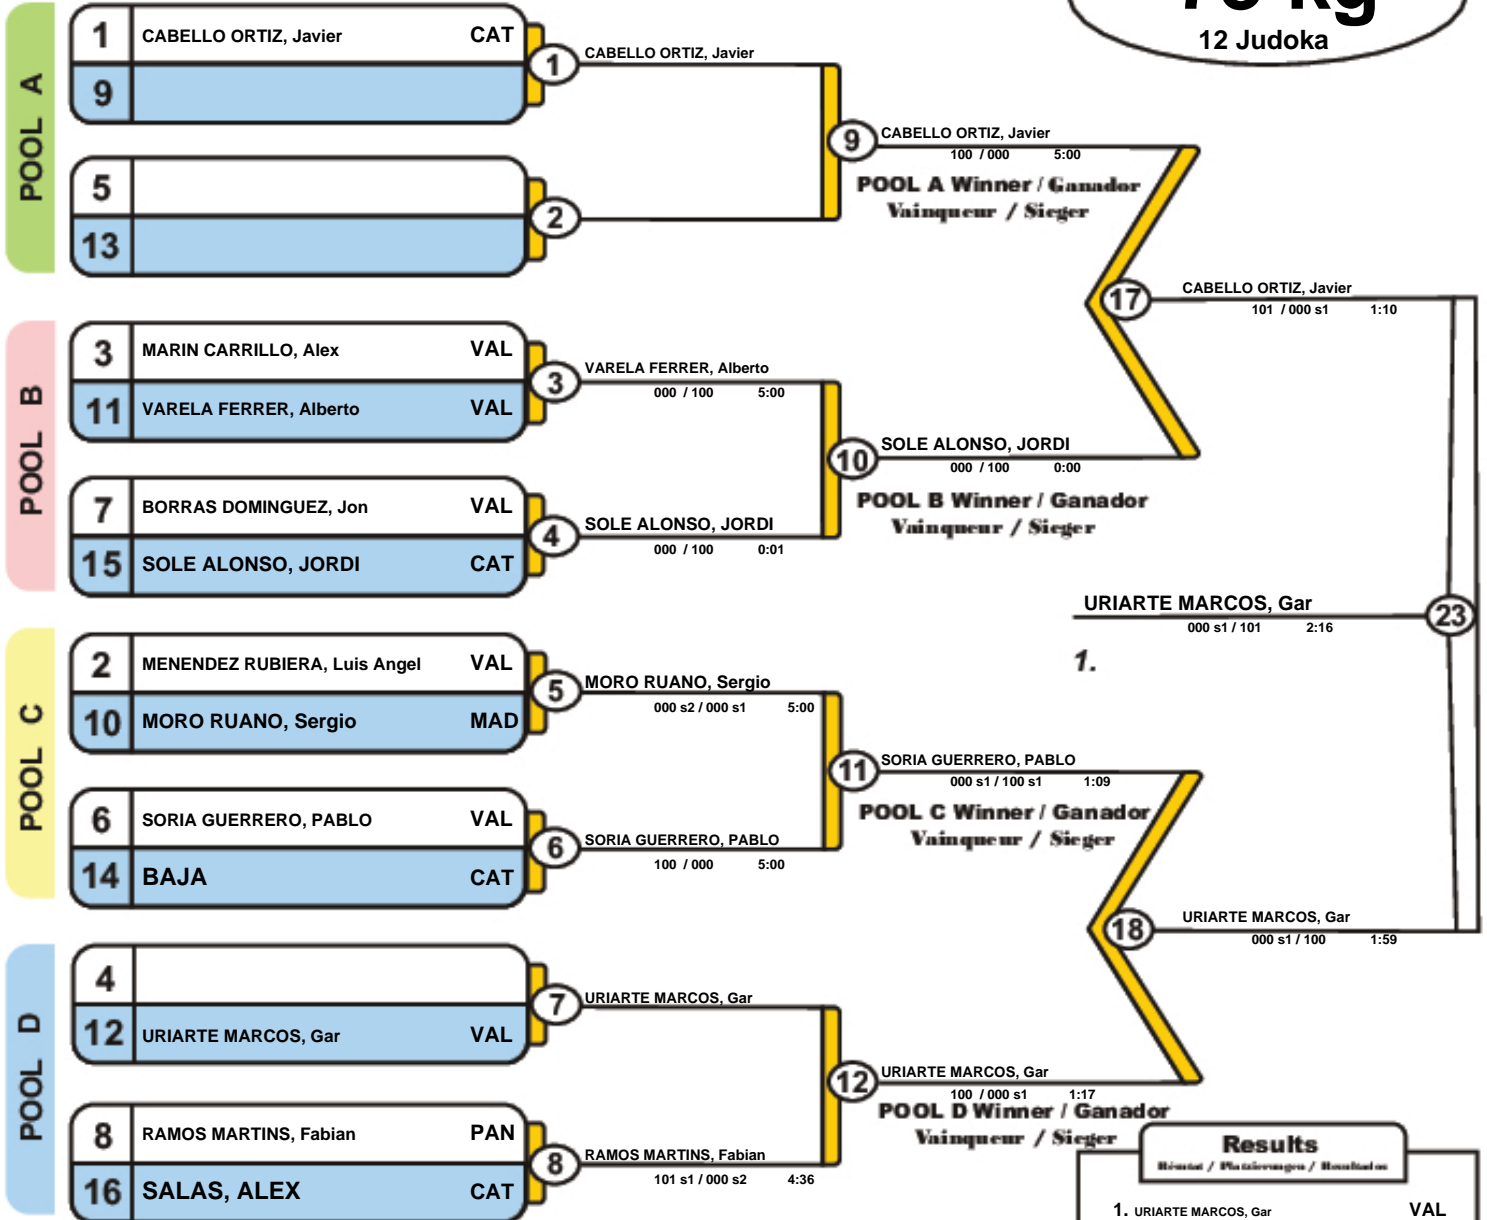 73 kg
12 Judoka
POOL A
1 CABELLO ORTIZ, Javier CAT
9
5
13
1 CABELLO ORTIZ, Javier
2
9 CABELLO ORTIZ, Javier
100 / 000 5:00
POOL A Winner / Ganador
Vainqueur / Sieger
POOL B
3 MARIN CARRILLO, Alex VAL
11 VARELA FERRER, Alberto VAL
7 BORRAS DOMINGUEZ, Jon VAL
15 SOLE ALONSO, JORDI CAT
3 VARELA FERRER, Alberto
000 / 100 5:00
4 SOLE ALONSO, JORDI
000 / 100 0:01
10 SOLE ALONSO, JORDI
000 / 100 0:00
POOL B Winner / Ganador
Vainqueur / Sieger
17 CABELLO ORTIZ, Javier
101 / 000 s1 1:10
URIARTE MARCOS, Gar 23
000 s1 / 101 2:16
1.
POOL C
2 MENENDEZ RUBIERA, Luis Angel VAL
10 MORO RUANO, Sergio MAD
6 SORIA GUERRERO, PABLO VAL
14 BAJA CAT
5 MORO RUANO, Sergio
000 s2 / 000 s1 5:00
6 SORIA GUERRERO, PABLO
100 / 000 5:00
11 SORIA GUERRERO, PABLO
000 s1 / 100 s1 1:09
POOL C Winner / Ganador
Vainqueur / Sieger
POOL D
4
12 URIARTE MARCOS, Gar VAL
8 RAMOS MARTINS, Fabian PAN
16 SALAS, ALEX CAT
7 URIARTE MARCOS, Gar
8 RAMOS MARTINS, Fabian
101 s1 / 000 s2 4:36
12 URIARTE MARCOS, Gar
100 / 000 s1 1:17
POOL D Winner / Ganador
Vainqueur / Sieger
18 URIARTE MARCOS, Gar
000 s1 / 100 1:59
Results
/ Platzierungen / Resultados
1. URIARTE MARCOS, Gar VAL